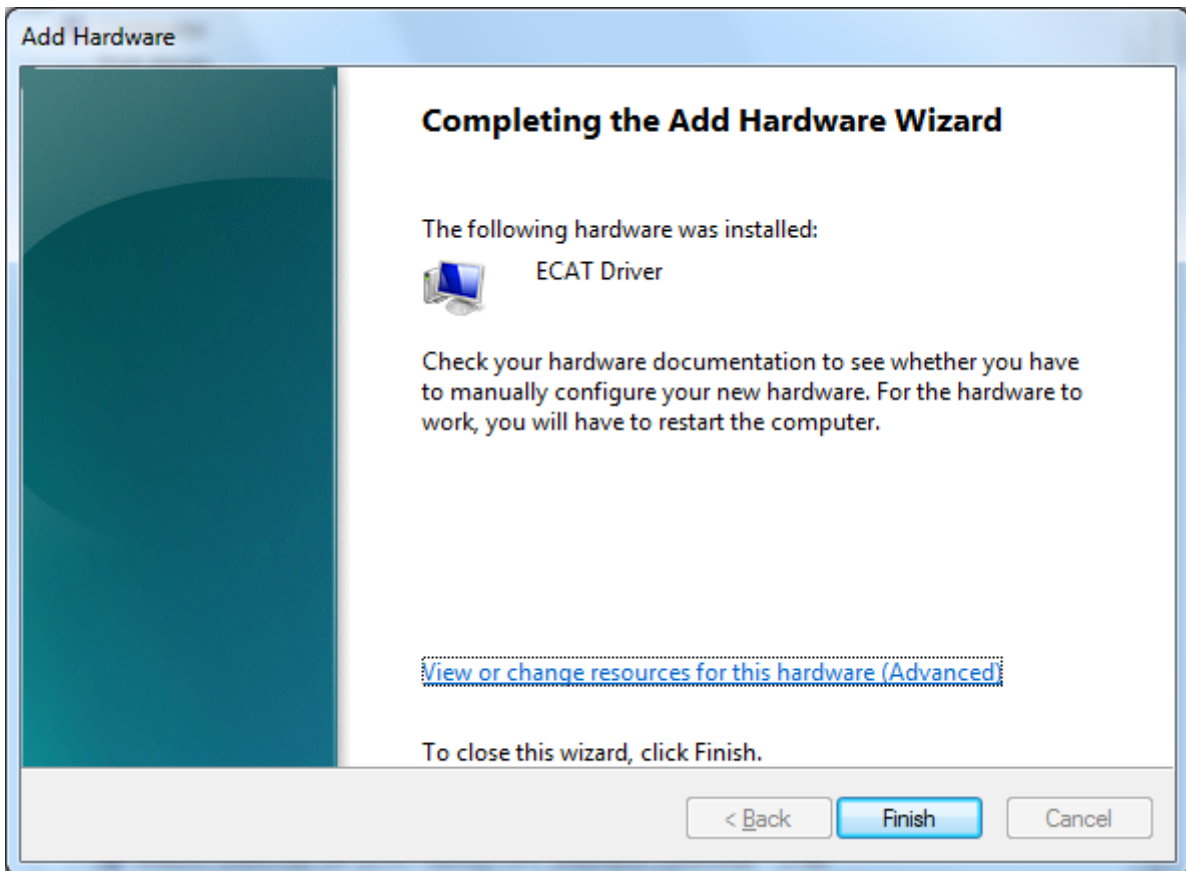 Add Hardware
Completing the Add Hardware Wizard
The following hardware was installed:
ECAT Driver
Check your hardware documentation to see whether you have
to manually configure your new hardware. For the hardware to
work, you will have to restart the computer.
View or change resources for this hardware (Advanced)
To close this wizard, click Finish.
< Back
Finish
Cancel